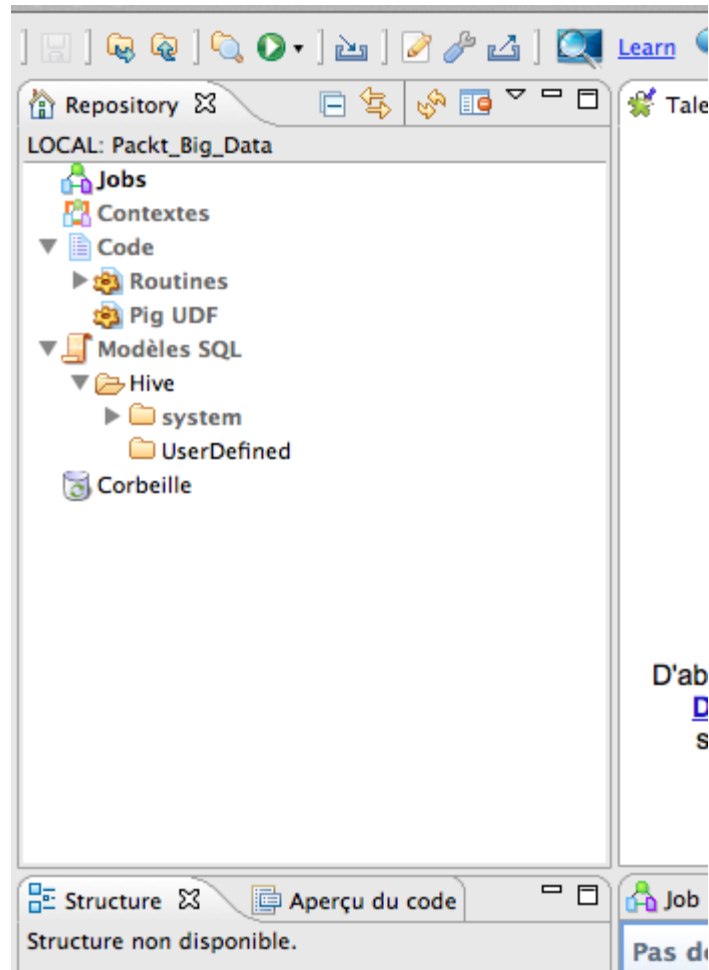 Learn
Repository
Tale
LOCAL: Packt_Big_Data
Jobs
Contextes
Code
Routines
Pig UDF
Modèles SQL
Hive
system
UserDefined
Corbeille
D'ab
D
s
Structure
Aperçu du code
Job
Structure non disponible.
Pas de